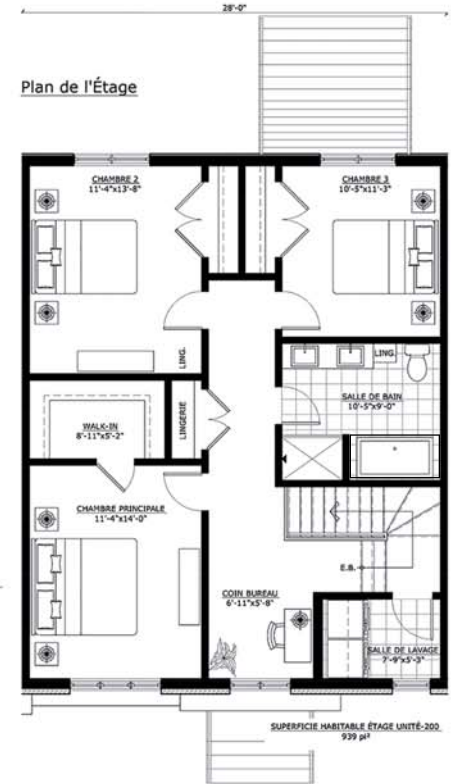 28'-0"
Plan de l'Étage
CHAMBRE 2
11'-4"x13'-8"
CHAMBRE 3
10'-5"x11'-3"
LING.
LING.
SALLE DE BAIN
10'-5"x9'-0"
LINGERIE
WALK-IN
8'-11"x5'-2"
CHAMBRE PRINCIPALE
11'-4"x14'-0"
E.B.
COIN BUREAU
6'-11"x5'-8"
SALLE DE LAVAGE
7'-9"x5'-3"
SUPERFICIE HABITABLE ÉTAGE UNITÉ-200
939 pi²